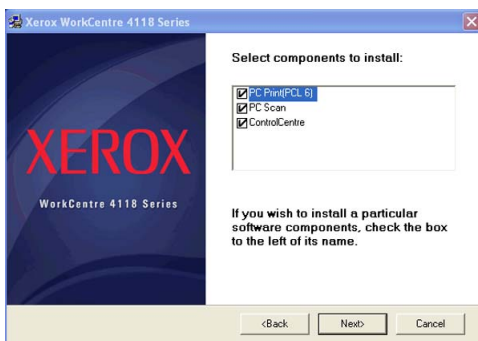 Xerox WorkCentre 4118 Series
Select components to install:
PC Print(PCL 6)
PC Scan
ControlCentre
XEROX
WorkCentre 4118 Series
If you wish to install a particular
software components, check the box
to the left of its name.
<Back
Next>
Cancel